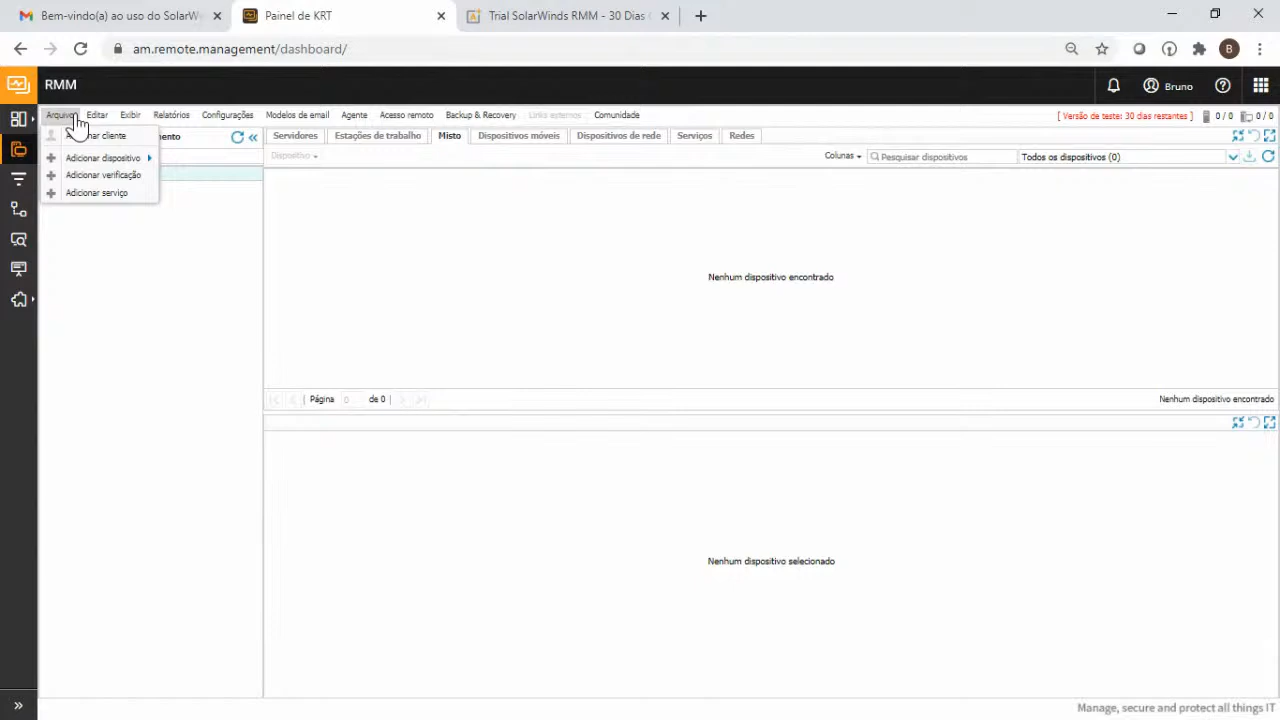 Bem-vindo(a) ao uso do SolarW
Painel de KRT
Trial SolarWinds RMM - 30 Dias
am.remote.management/dashboard/
B
RMM
Bruno
Arquivo Editar Exibir Relatórios Configurações Modelos de email Agente Acesso remoto Backup & Recovery Links externos Comunidade
[ Versão de teste: 30 dias restantes ] 0 / 0 0 / 0
cliente
Adicionar dispositivo
Adicionar verificação
Adicionar serviço
Servidores Estações de trabalho Misto Dispositivos móveis Dispositivos de rede Serviços Redes
Dispositivo
Colunas Pesquisar dispositivos Todos os dispositivos (0)
Nenhum dispositivo encontrado
Página 0 de 0
Nenhum dispositivo encontrado
Nenhum dispositivo selecionado
Manage, secure and protect all things IT